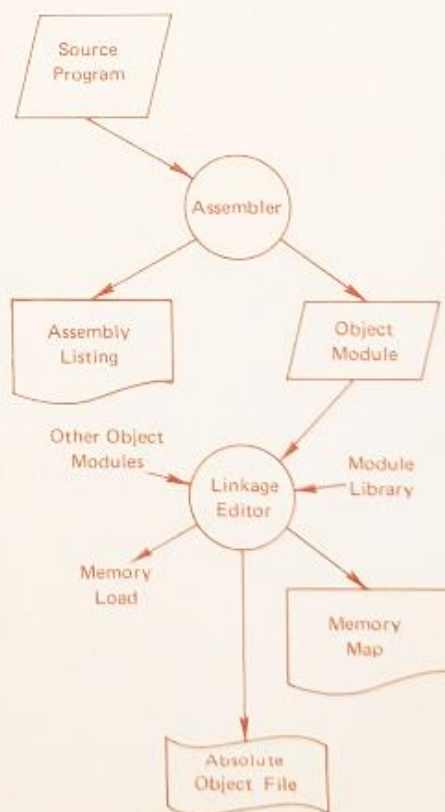 Source
Program
Assembler
Assembly
Listing
Object
Module
Other Object
Modules
Linkage
Editor
Module
Library
Memory
Load
Memory
Map
Absolute
Object File